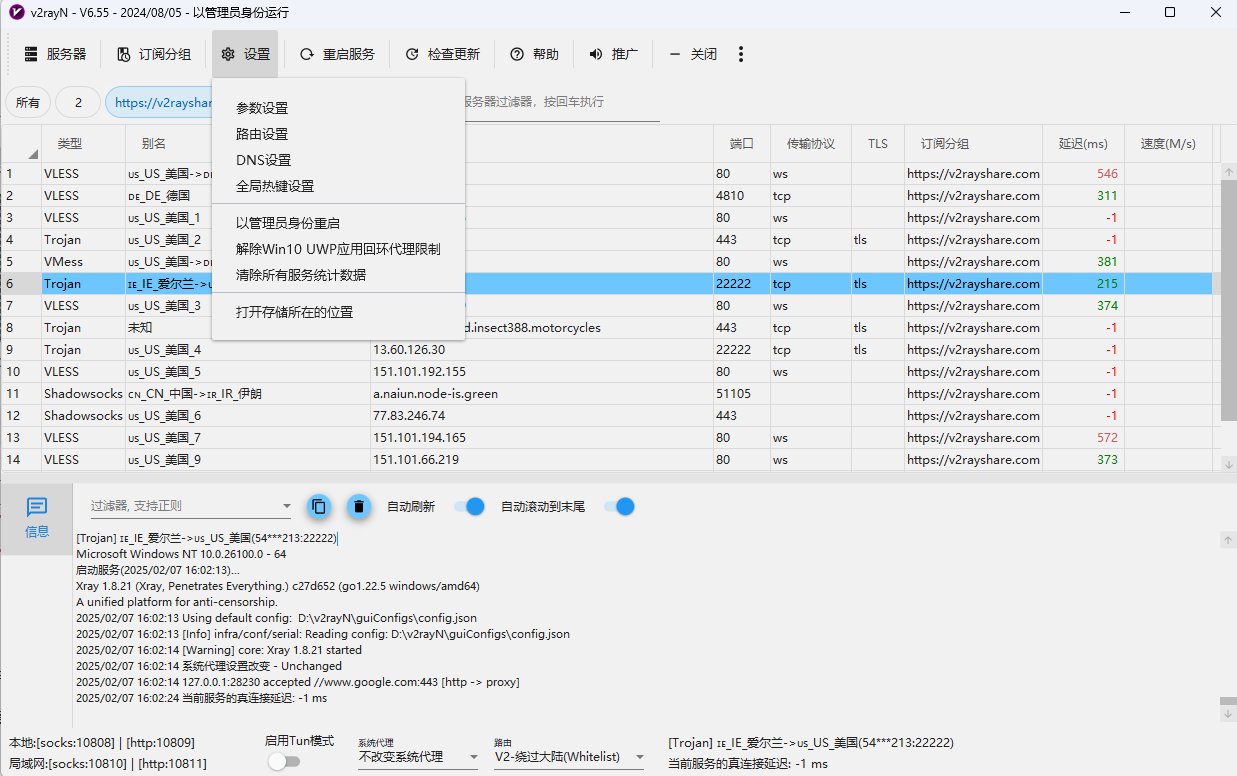 v2rayN - V6.55 - 2024/08/05 - 以管理员身份运行
服务器 订阅分组 设置 重启服务 检查更新 帮助 推广 关闭
所有 2 https://v2rayshar 服务器过滤器，按回车执行
参数设置
路由设置
DNS设置
全局热键设置
以管理员身份重启
解除Win10 UWP应用回环代理限制
清除所有服务统计数据
打开存储所在的位置
类型 别名 端口 传输协议 TLS 订阅分组 延迟(ms) 速度(M/s)
1 VLESS us_US_美国-> 80 ws https://v2rayshare.com 546
2 VLESS ᴅᴇ_DE_德国 4810 tcp https://v2rayshare.com 311
3 VLESS us_US_美国_1 80 ws https://v2rayshare.com -1
4 Trojan us_US_美国_2 443 tcp tls https://v2rayshare.com -1
5 VMess us_US_美国-> 80 ws https://v2rayshare.com 381
6 Trojan ɪᴇ_IE_爱尔兰-> 22222 tcp tls https://v2rayshare.com 215
7 VLESS us_US_美国_3 80 ws https://v2rayshare.com 374
8 Trojan 未知 d.insect388.motorcycles 443 tcp tls https://v2rayshare.com -1
9 Trojan us_US_美国_4 13.60.126.30 22222 tcp tls https://v2rayshare.com -1
10 VLESS us_US_美国_5 151.101.192.155 80 ws https://v2rayshare.com -1
11 Shadowsocks ᴄɴ_CN_中国->ɪʀ_IR_伊朗 a.naiun.node-is.green 51105 https://v2rayshare.com -1
12 Shadowsocks us_US_美国_6 77.83.246.74 443 https://v2rayshare.com -1
13 VLESS us_US_美国_7 151.101.194.165 80 ws https://v2rayshare.com 572
14 VLESS us_US_美国_9 151.101.66.219 80 ws https://v2rayshare.com 373
信息
过滤器, 支持正则 自动刷新 自动滚动到末尾
[Trojan] ɪᴇ_IE_爱尔兰->us_US_美国(54***213:22222)
Microsoft Windows NT 10.0.26100.0 - 64
启动服务(2025/02/07 16:02:13)...
Xray 1.8.21 (Xray, Penetrates Everything.) c27d652 (go1.22.5 windows/amd64)
A unified platform for anti-censorship.
2025/02/07 16:02:13 Using default config:  D:\v2rayN\guiConfigs\config.json
2025/02/07 16:02:13 [Info] infra/conf/serial: Reading config: D:\v2rayN\guiConfigs\config.json
2025/02/07 16:02:14 [Warning] core: Xray 1.8.21 started
2025/02/07 16:02:14 系统代理设置改变 - Unchanged
2025/02/07 16:02:14 127.0.0.1:28230 accepted //www.google.com:443 [http -> proxy]
2025/02/07 16:02:24 当前服务的真连接延迟: -1 ms
本地:[socks:10808] | [http:10809]
局域网:[socks:10810] | [http:10811]
启用Tun模式
系统代理
不改变系统代理
路由
V2-绕过大陆(Whitelist)
[Trojan] ɪᴇ_IE_爱尔兰->us_US_美国(54***213:22222)
当前服务的真连接延迟: -1 ms